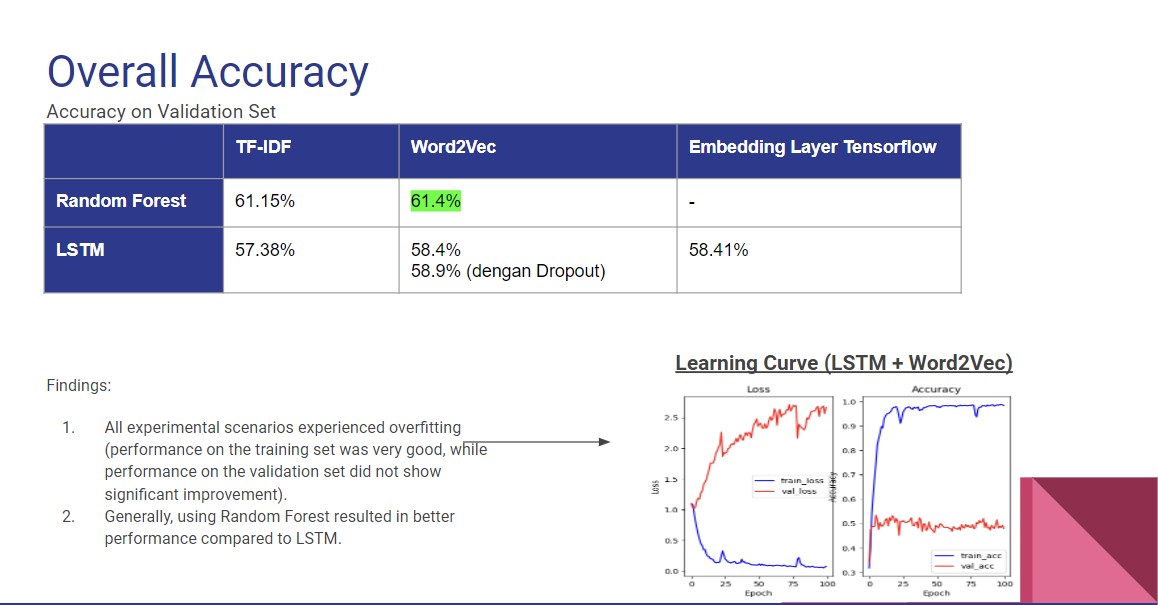 Overall Accuracy
Accuracy on Validation Set
TF-IDF Word2Vec Embedding Layer Tensorflow
Random Forest 61.15% 61.4% -
LSTM 57.38% 58.4% 58.41%
58.9% (dengan Dropout)
Findings:
1. All experimental scenarios experienced overfitting
(performance on the training set was very good, while
performance on the validation set did not show
significant improvement).
2. Generally, using Random Forest resulted in better
performance compared to LSTM.
Learning Curve (LSTM + Word2Vec)
Loss
2.5
2.0
1.5
1.0
0.5
0.0
Loss
train_loss
val_loss
0 25 50 75 100
Epoch
Accuracy
1.0
0.9
0.8
0.7
0.6
0.5
0.4
0.3
Accuracy
train_acc
val_acc
0 25 50 75 100
Epoch